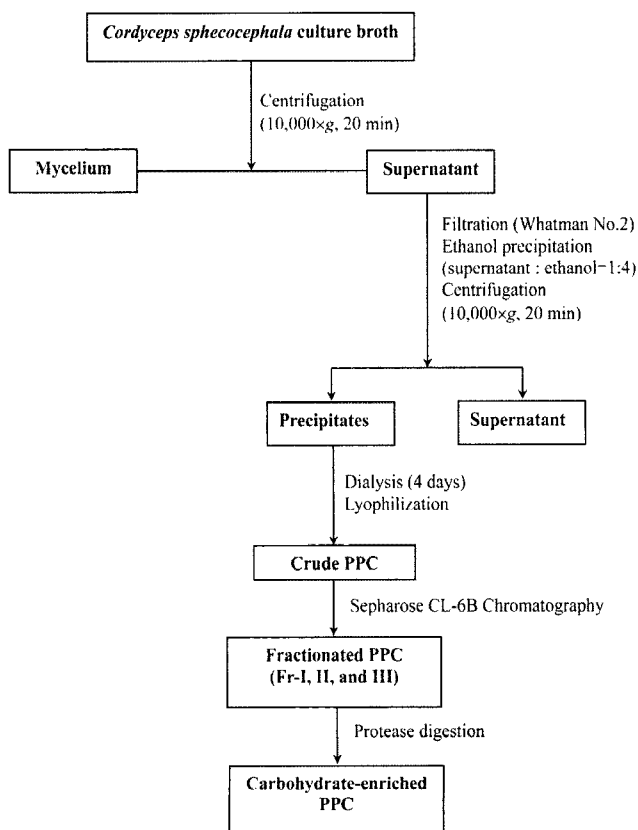 Cordyceps sphecocephala culture broth
Centrifugation
(10,000×g, 20 min)
Mycelium
Supernatant
Filtration (Whatman No.2)
Ethanol precipitation
(supernatant : ethanol=1:4)
Centrifugation
(10,000×g, 20 min)
Precipitates
Supernatant
Dialysis (4 days)
Lyophilization
Crude PPC
Sepharose CL-6B Chromatography
Fractionated PPC
(Fr-I, II, and III)
Protease digestion
Carbohydrate-enriched
PPC